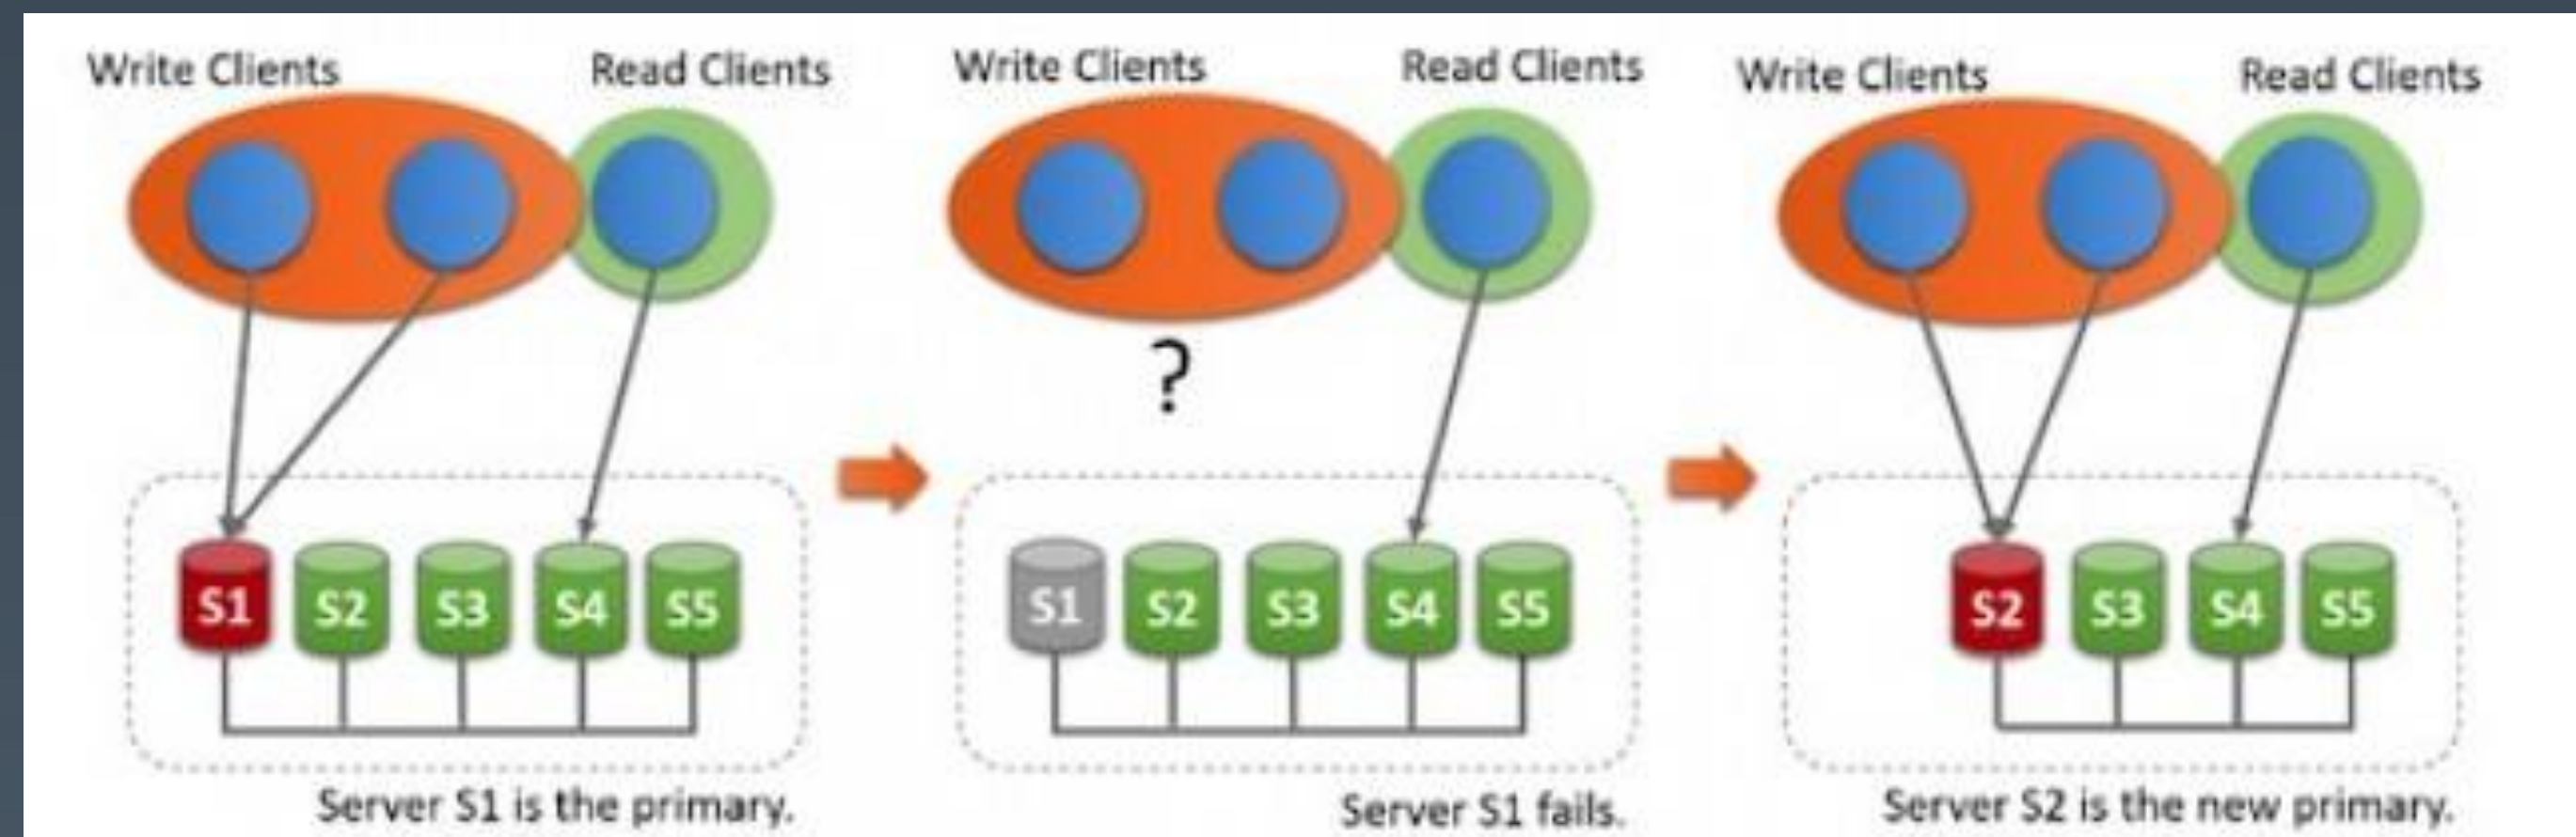 Write Clients Read Clients
S1 S2 S3 S4 S5
Server S1 is the primary.
Write Clients Read Clients
?
S1 S2 S3 S4 S5
Server S1 fails.
Write Clients Read Clients
S2 S3 S4 S5
Server S2 is the new primary.